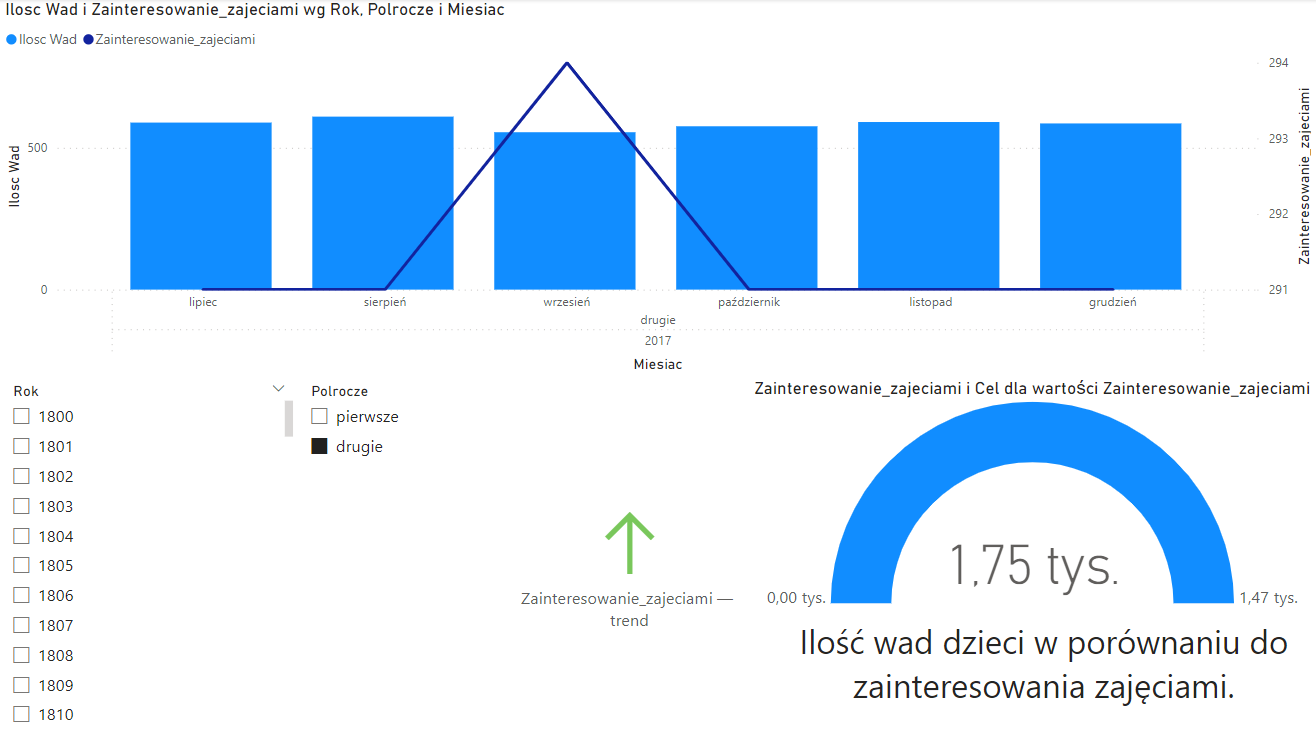 Ilosc Wad i Zainteresowanie_zajeciami wg Rok, Polrocze i Miesiac
Ilosc Wad Zainteresowanie_zajeciami
294
293
292
291
500
0
Ilosc Wad
Zainteresowanie_zajeciami
lipiec sierpień wrzesień październik listopad grudzień
drugie
2017
Miesiac
Rok
1800
1801
1802
1803
1804
1805
1806
1807
1808
1809
1810
Polrocze
pierwsze
drugie
Zainteresowanie_zajeciami —
trend
Zainteresowanie_zajeciami i Cel dla wartości Zainteresowanie_zajeciami
1,75 tys.
0,00 tys. 1,47 tys.
Ilość wad dzieci w porównaniu do
zainteresowania zajęciami.